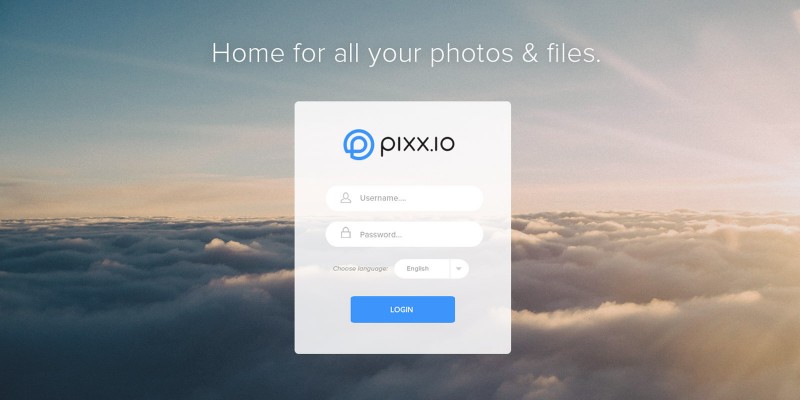 Home for all your photos & files.
pixx.io
Username...
Password...
Choose language:
English
LOGIN